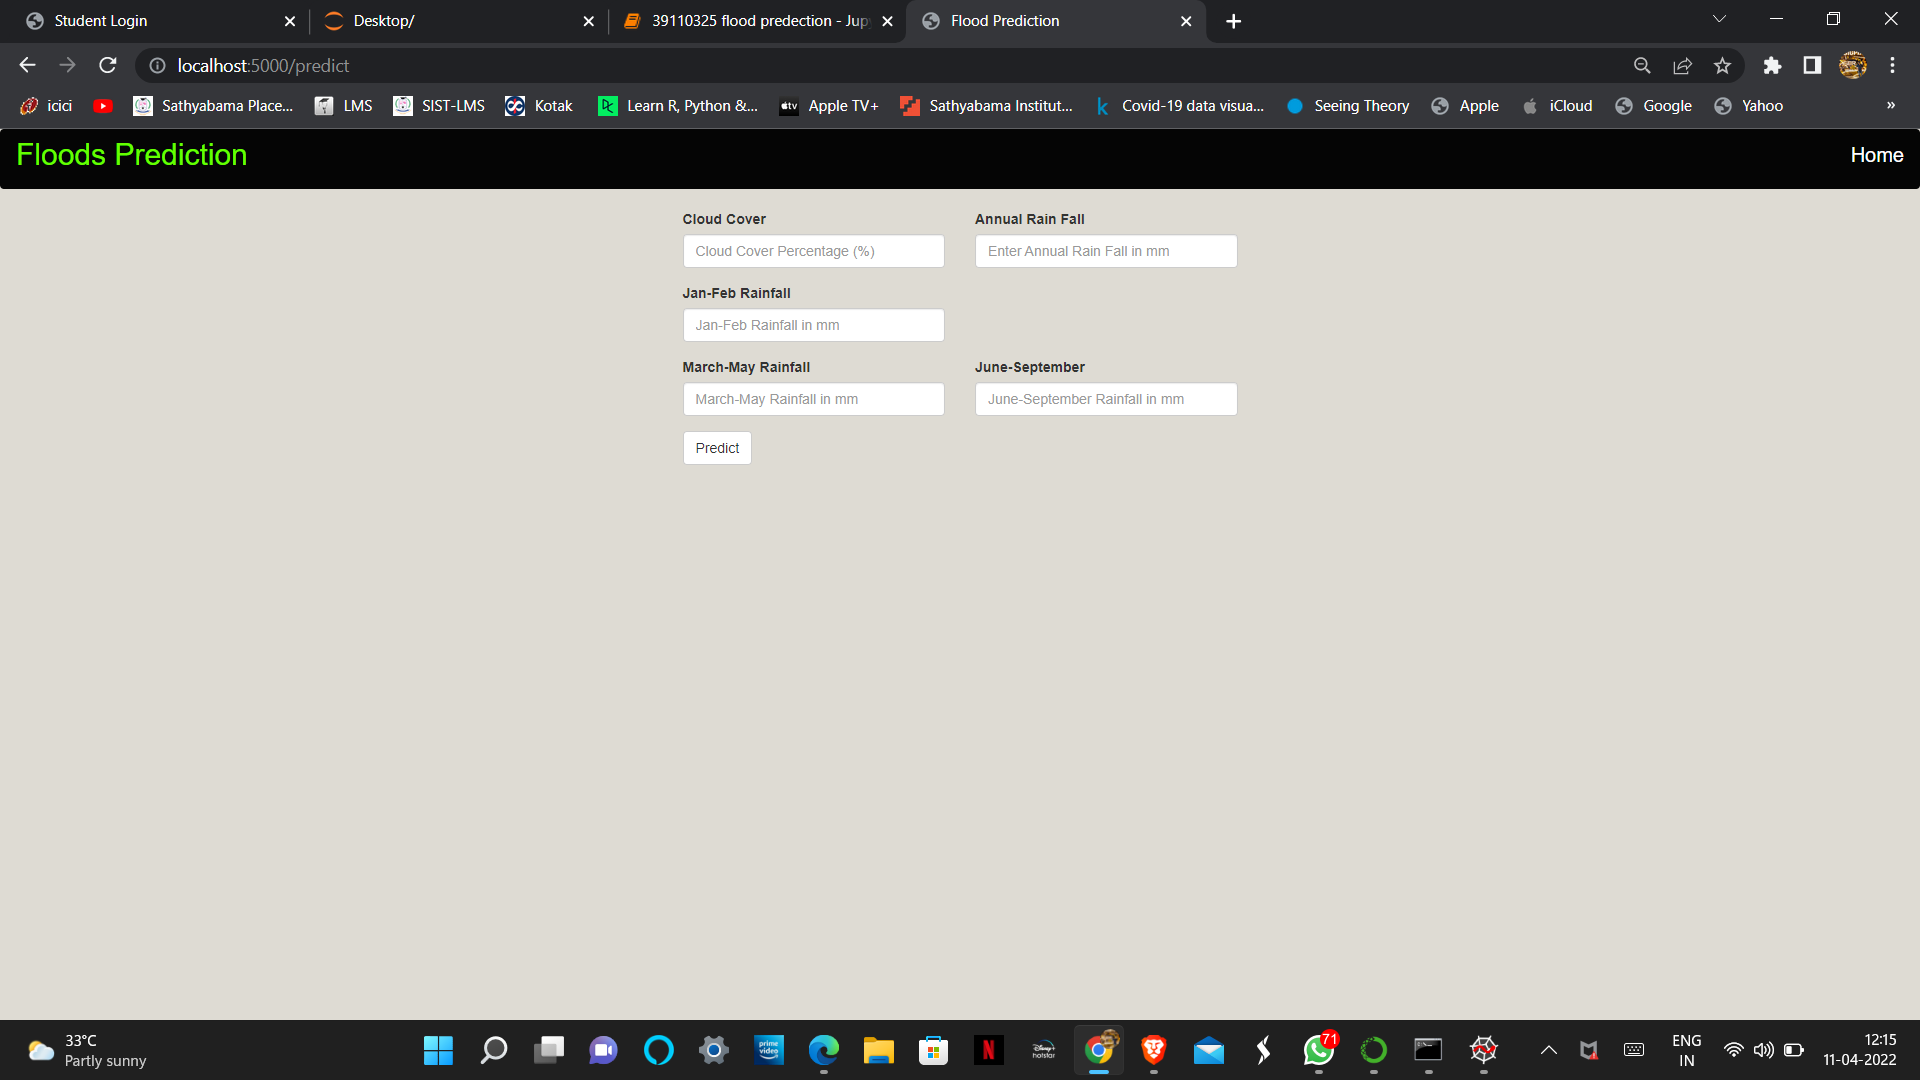 Student Login
Desktop/
39110325 flood predection - Jup
Flood Prediction
localhost:5000/predict
icici
Sathyabama Place...
LMS
SIST-LMS
Kotak
Learn R, Python &...
Apple TV+
Sathyabama Institut...
Covid-19 data visua...
Seeing Theory
Apple
iCloud
Google
Yahoo
»
Floods Prediction
Home
Cloud Cover
Annual Rain Fall
Cloud Cover Percentage (%)
Enter Annual Rain Fall in mm
Jan-Feb Rainfall
Jan-Feb Rainfall in mm
March-May Rainfall
June-September
March-May Rainfall in mm
June-September Rainfall in mm
Predict
33°C
Partly sunny
prime video
N
Disney+ hotstar
71
ENG
IN
12:15
11-04-2022